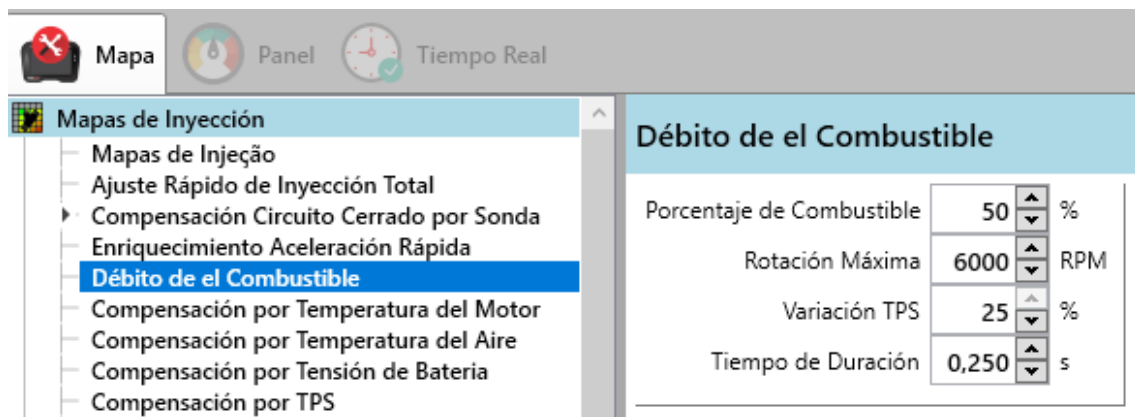 Mapa Panel Tiempo Real
Mapas de Inyección
Mapas de Injeção
Ajuste Rápido de Inyección Total
Compensación Circuito Cerrado por Sonda
Enriquecimiento Aceleración Rápida
Débito de el Combustible
Compensación por Temperatura del Motor
Compensación por Temperatura del Aire
Compensación por Tensión de Bateria
Compensación por TPS
Débito de el Combustible
Porcentaje de Combustible 50 %
Rotación Máxima 6000 RPM
Variación TPS 25 %
Tiempo de Duración 0,250 s